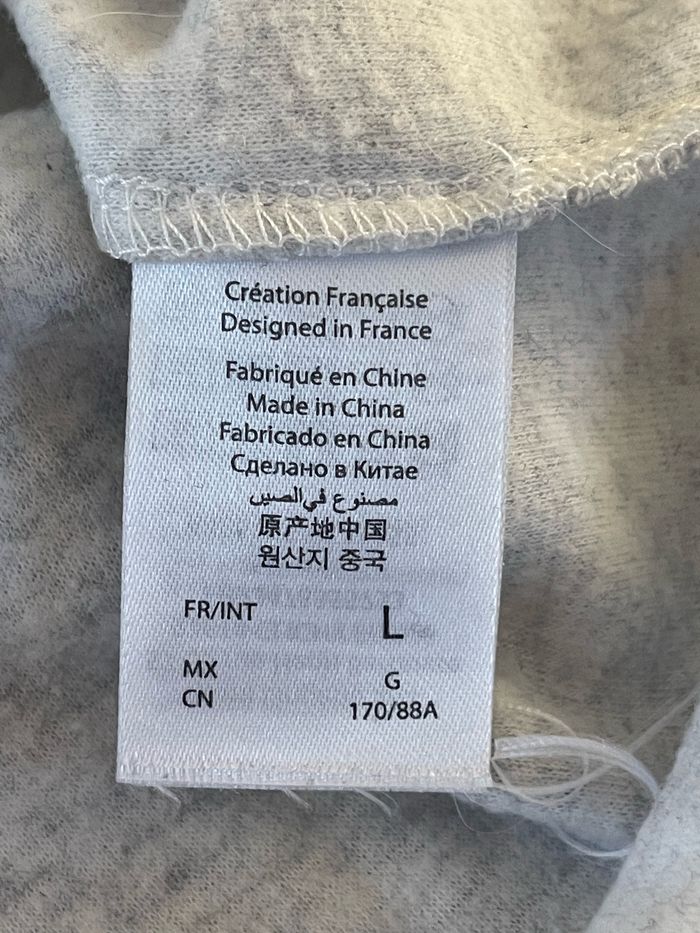 Création Française
Designed in France
Fabriqué en Chine
Made in China
Fabricado en China
Сделано в Китае
مصنوع في الصين
原产地中国
원산지 중국
FR/INT L
MX G
CN 170/88A